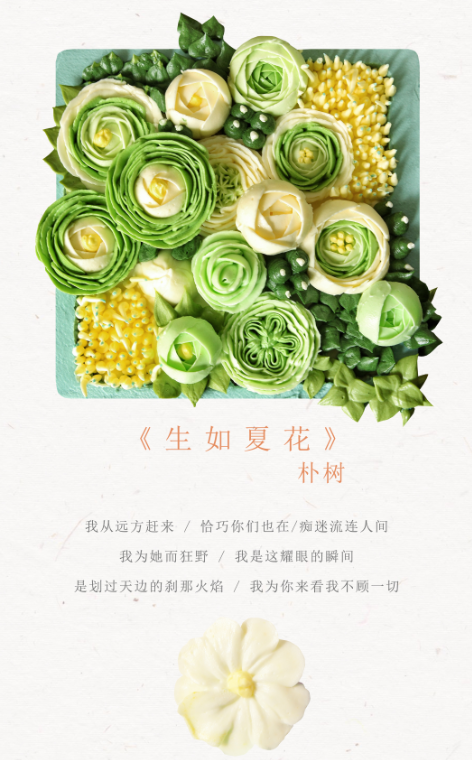 《生如夏花》
朴树
我从远方赶来 / 恰巧你们也在/痴迷流连人间
我为她而狂野 / 我是这耀眼的瞬间
是划过天边的刹那火焰 / 我为你来看我不顾一切